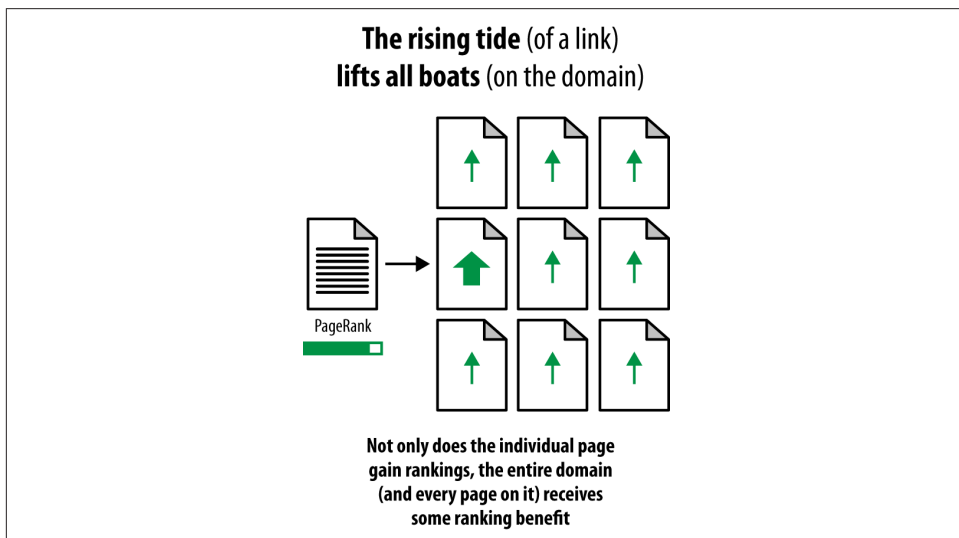 The rising tide (of a link)
lifts all boats (on the domain)
PageRank
Not only does the individual page
gain rankings, the entire domain
(and every page on it) receives
some ranking benefit